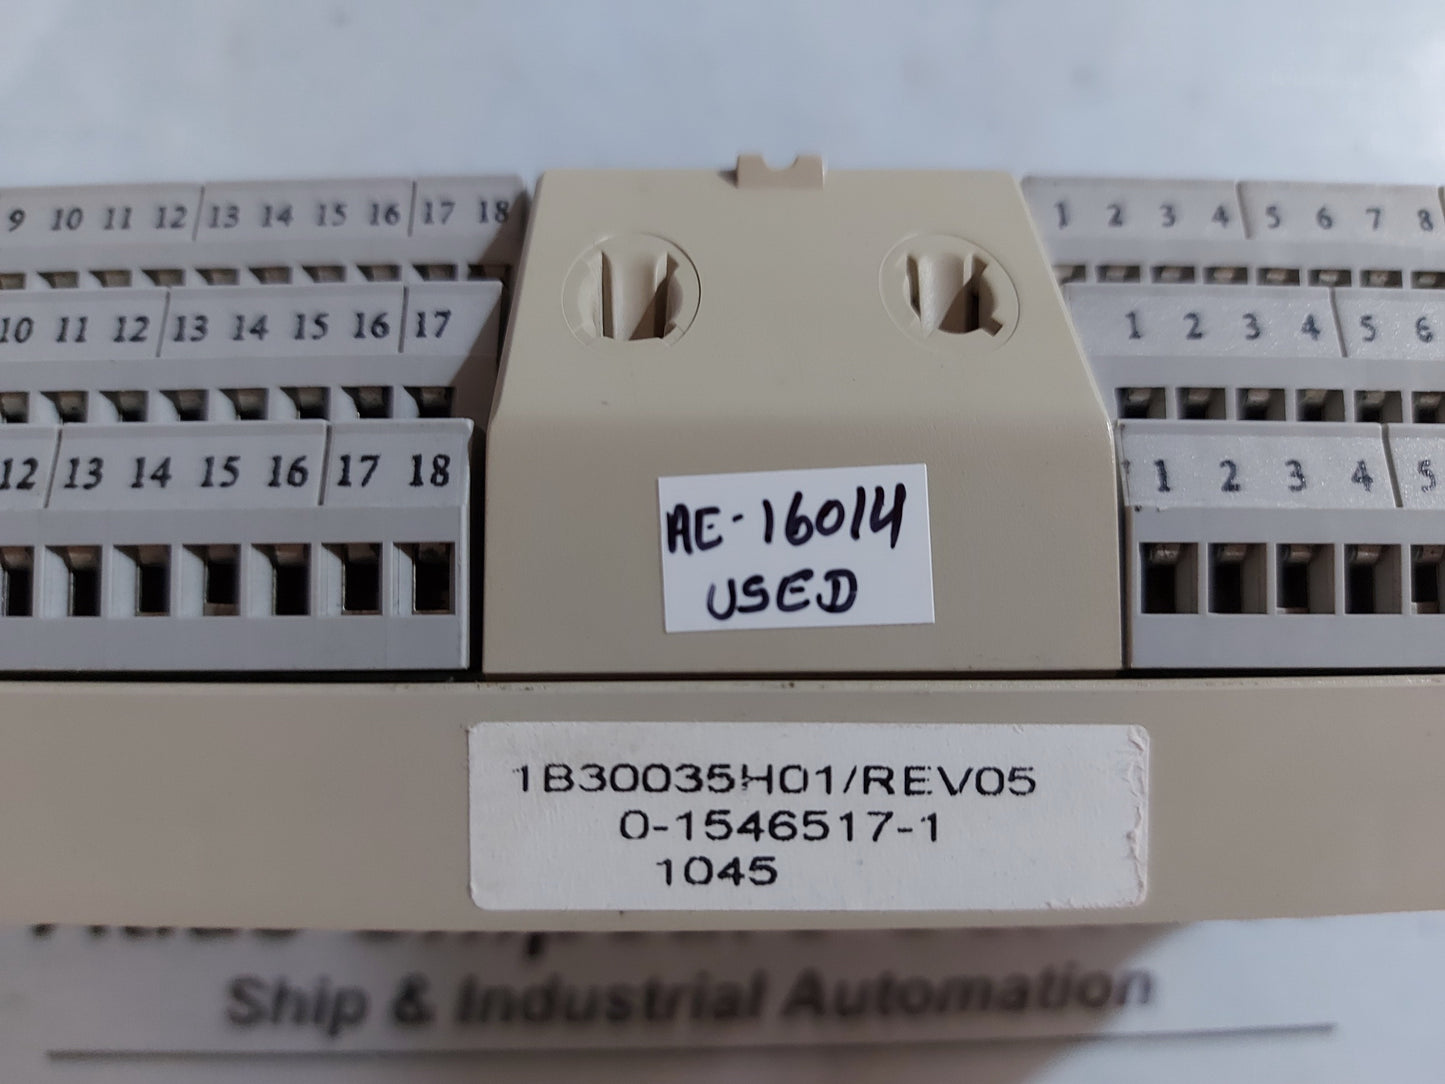 9 10 11 12 13 14 15 16 17 18
1 2 3 4 5 6 7 8
10 11 12 13 14 15 16 17
1 2 3 4 5 6
12 13 14 15 16 17 18
1 2 3 4 5
AE-16014
USED
1B30035H01/REV05
0-1546517-1
1045
Ship & Industrial Automation